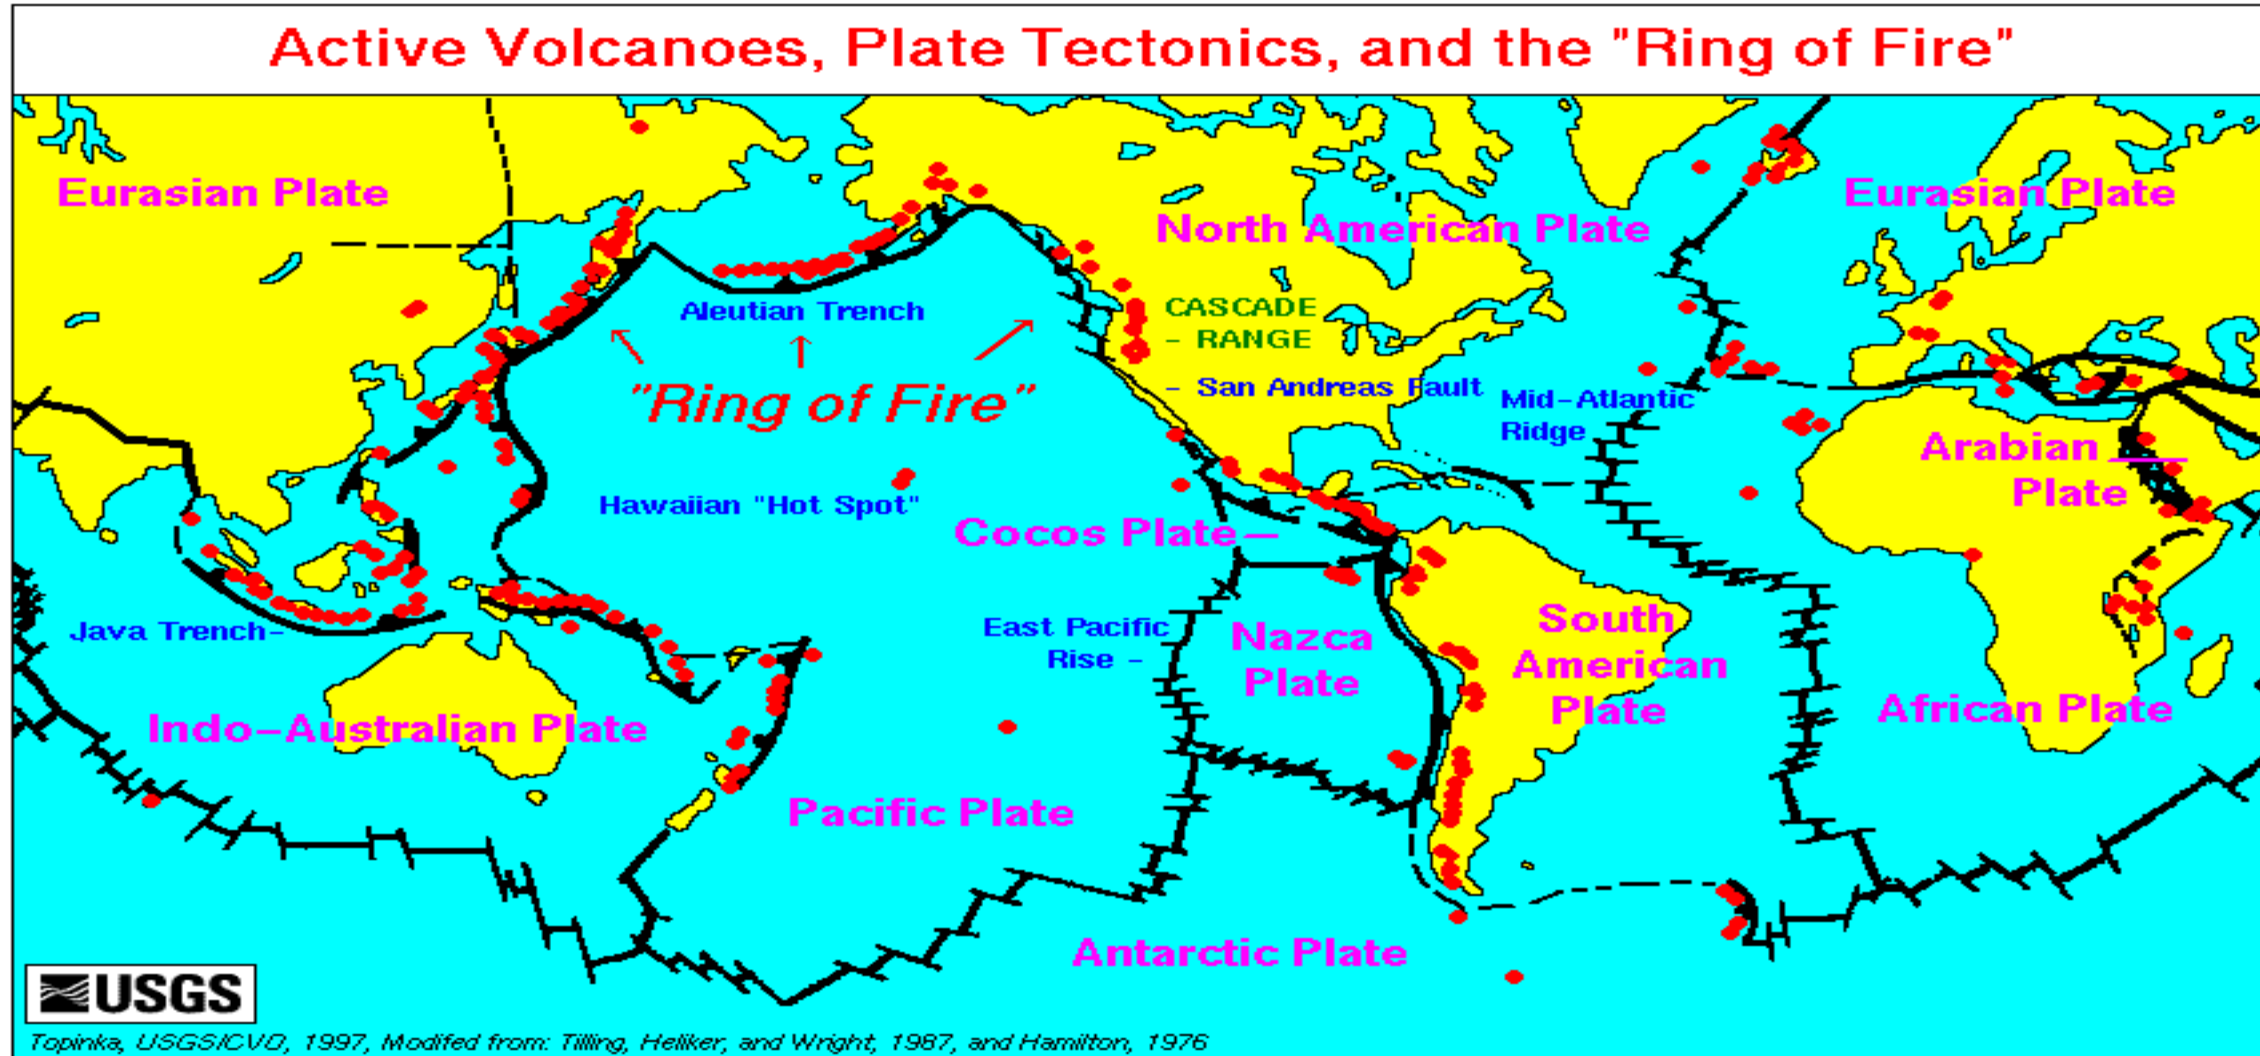 Active Volcanoes, Plate Tectonics, and the "Ring of Fire"
Eurasian Plate
Eurasian Plate
North American Plate
Aleutian Trench
CASCADE
- RANGE
"Ring of Fire"
- San Andreas Fault
Mid-Atlantic
Ridge
Arabian
Plate
Hawaiian "Hot Spot"
Cocos Plate
Java Trench-
East Pacific
Rise -
Nazca
Plate
South
American
Plate
Indo-Australian Plate
African Plate
Pacific Plate
Antarctic Plate
USGS
Topinka, USGS/CVO, 1997, Modifed from: Tilling, Heliker, and Wright, 1987, and Hamilton, 1976